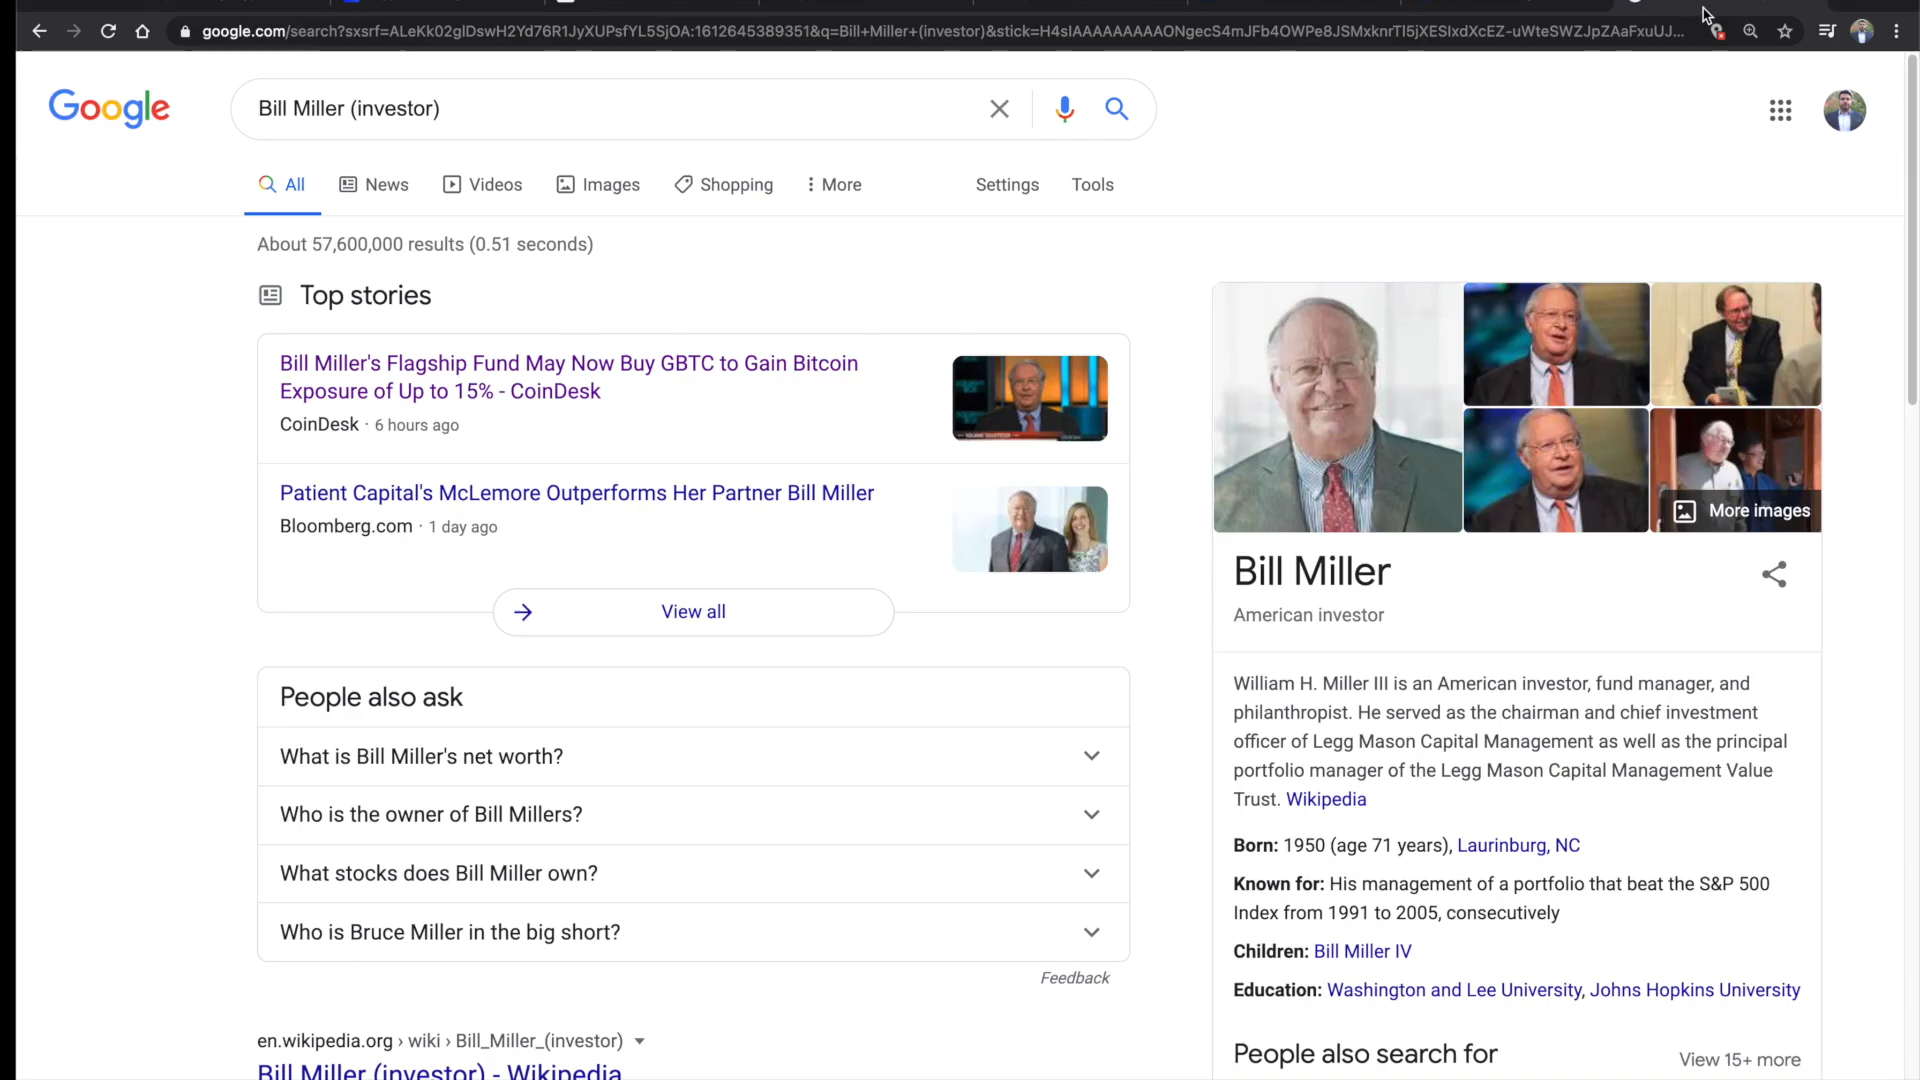 google.com/search?sxsrf=ALeKk02glDswH2Yd76R1JyXUPsfYL5SjOA:1612645389351&q=Bill+Miller+(investor)&stick=H4sIAAAAAAAAAONgecS4mJFb4OWPe8JSMxknrTl5jXESIxdXcEZ-uWteSWZJpZAaFxuUJ...
Google
Bill Miller (investor)
All News Videos Images Shopping More Settings Tools
About 57,600,000 results (0.51 seconds)
Top stories
Bill Miller's Flagship Fund May Now Buy GBTC to Gain Bitcoin
Exposure of Up to 15% - CoinDesk
CoinDesk · 6 hours ago
Patient Capital's McLemore Outperforms Her Partner Bill Miller
Bloomberg.com · 1 day ago
View all
People also ask
What is Bill Miller's net worth?
Who is the owner of Bill Millers?
What stocks does Bill Miller own?
Who is Bruce Miller in the big short?
Feedback
en.wikipedia.org › wiki › Bill_Miller_(investor)
Bill Miller (investor) - Wikipedia
More images
Bill Miller
American investor
William H. Miller III is an American investor, fund manager, and
philanthropist. He served as the chairman and chief investment
officer of Legg Mason Capital Management as well as the principal
portfolio manager of the Legg Mason Capital Management Value
Trust. Wikipedia
Born: 1950 (age 71 years), Laurinburg, NC
Known for: His management of a portfolio that beat the S&P 500
Index from 1991 to 2005, consecutively
Children: Bill Miller IV
Education: Washington and Lee University, Johns Hopkins University
People also search for
View 15+ more